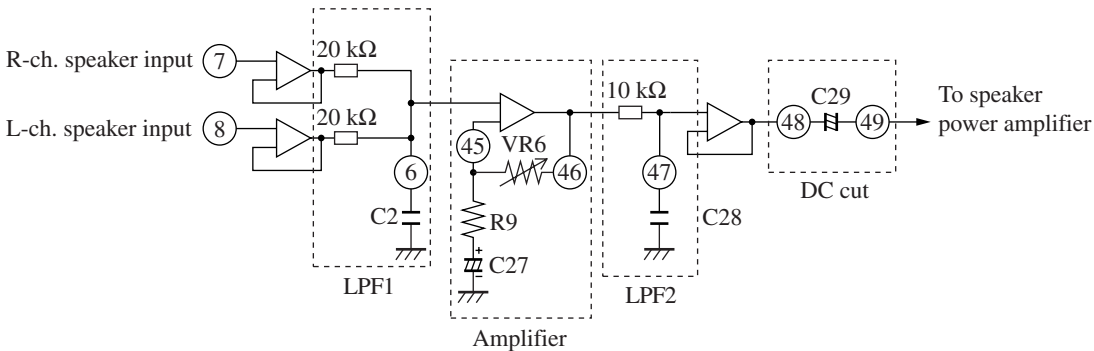 R-ch. speaker input
7
20 kΩ
L-ch. speaker input
8
20 kΩ
6
C2
LPF1
45
VR6
46
R9
+
C27
−
Amplifier
10 kΩ
47
C28
LPF2
48
C29
49
DC cut
To speaker
power amplifier